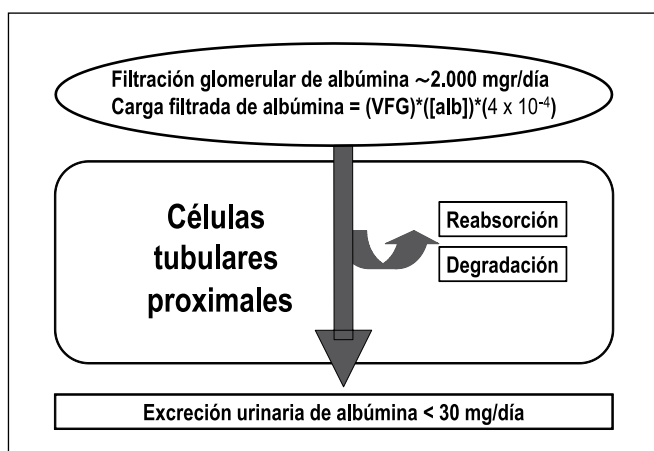 Filtración glomerular de albúmina ~2.000 mgr/día
Carga filtrada de albúmina = (VFG)*([alb])*(4 x 10⁻⁴)
Células
tubulares
proximales
Reabsorción
Degradación
Excreción urinaria de albúmina < 30 mg/día